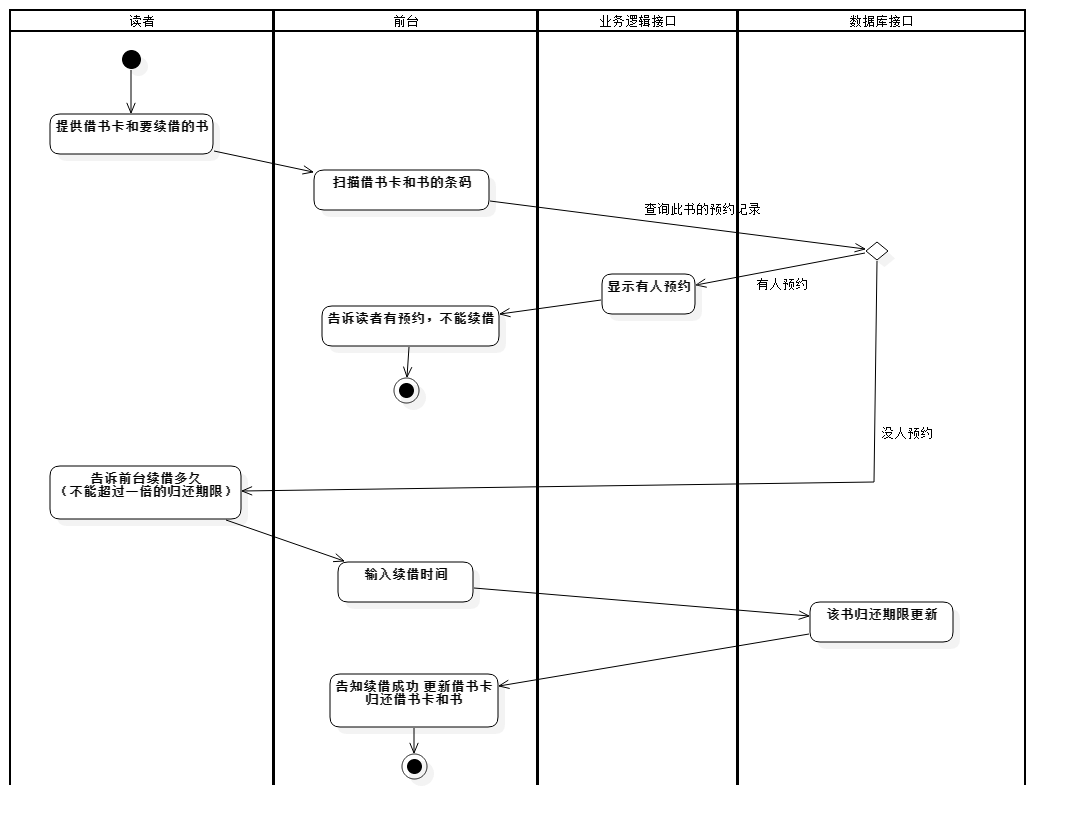 读者
前台
业务逻辑接口
数据库接口
提供借书卡和要续借的书
扫描借书卡和书的条码
查询此书的预约记录
显示有人预约
有人预约
告诉读者有预约，不能续借
没人预约
告诉前台续借多久
（不能超过一倍的归还期限）
输入续借时间
该书归还期限更新
告知续借成功 更新借书卡
归还借书卡和书